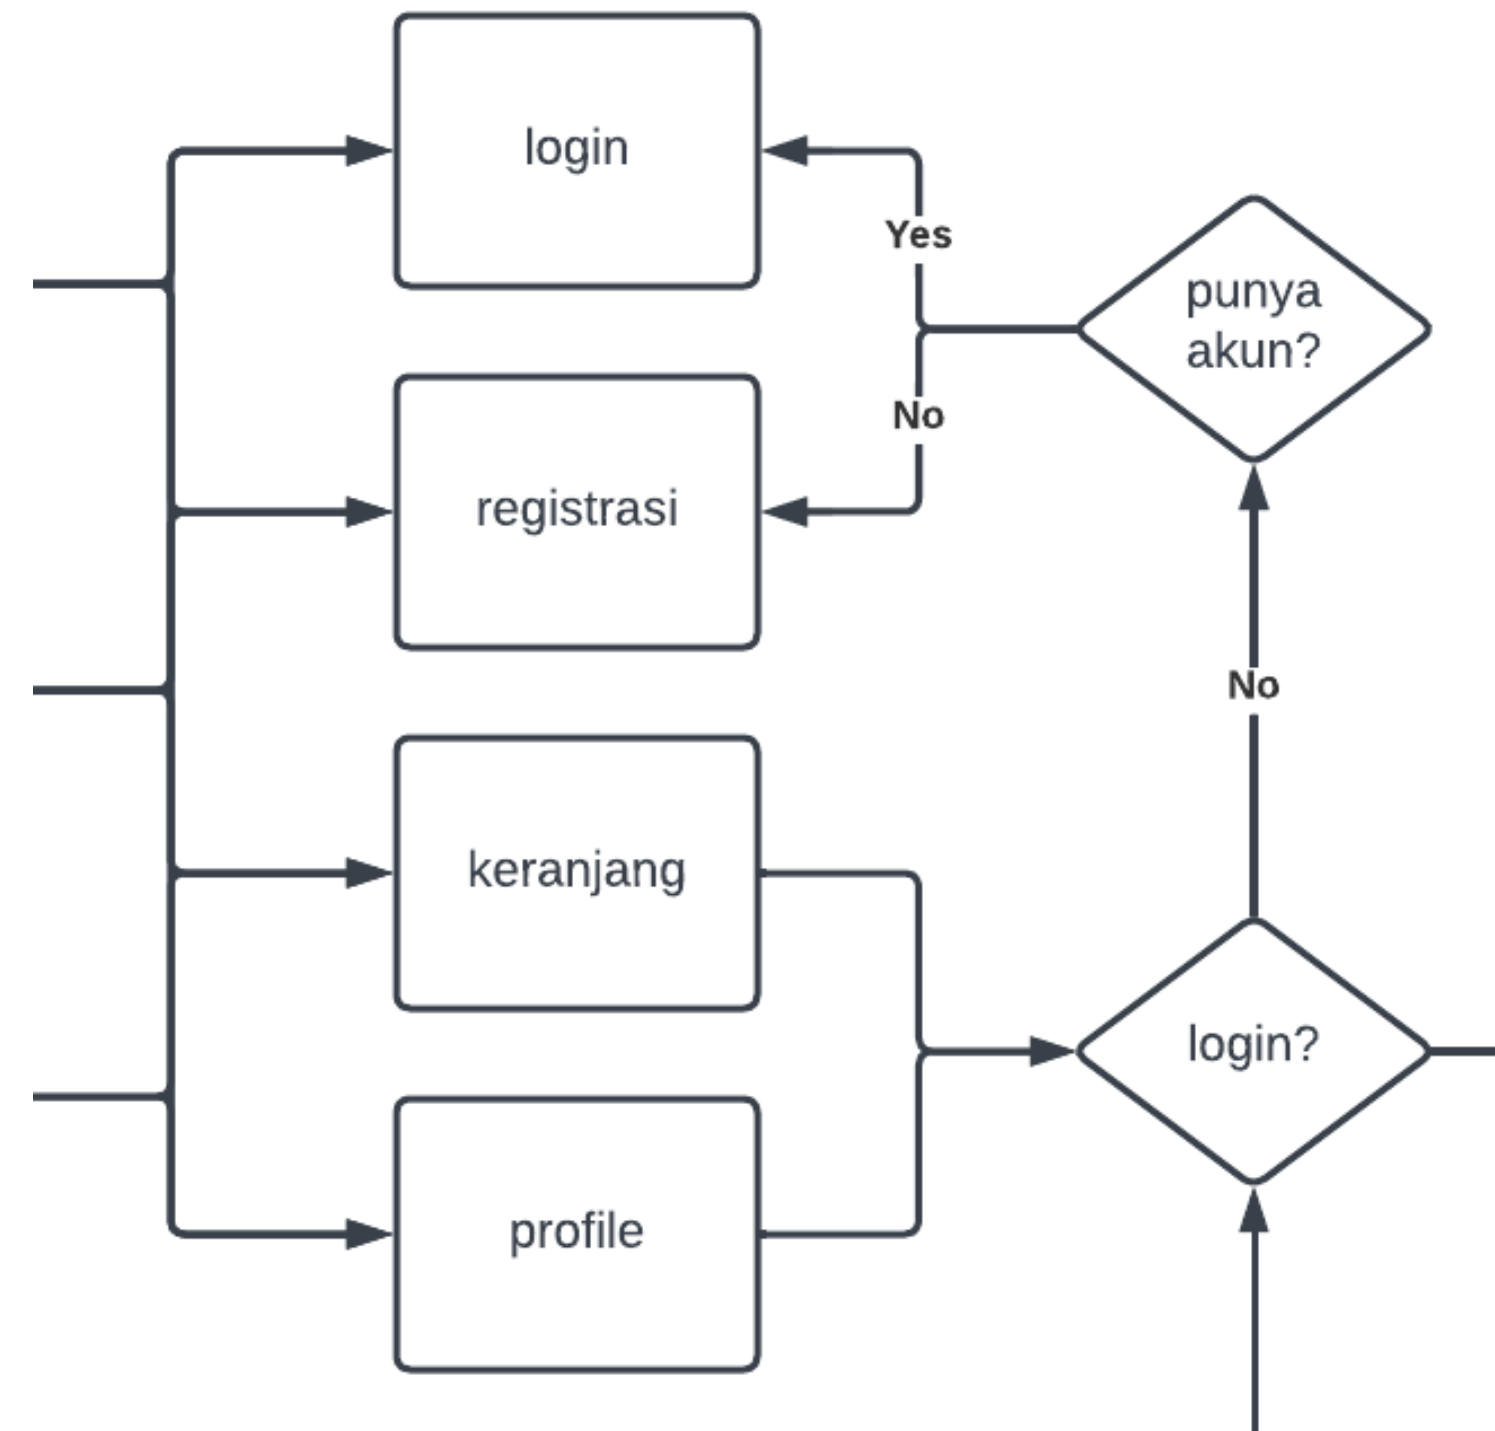 login
Yes
punya
akun?
No
registrasi
No
keranjang
login?
profile